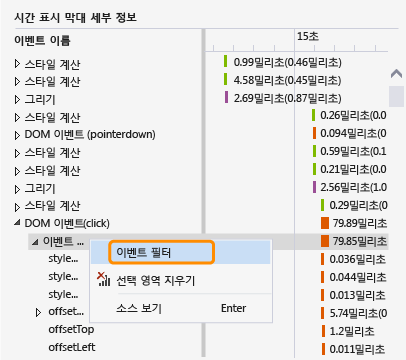 시간 표시 막대 세부 정보
이벤트 이름
15초
스타일 계산 0.99밀리초(0.46밀리초)
스타일 계산 4.58밀리초(0.45밀리초)
그리기 2.69밀리초(0.87밀리초)
스타일 계산 0.26밀리초(0.0
DOM 이벤트 (pointerdown) 0.094밀리초(0
스타일 계산 0.59밀리초(0.1
스타일 계산 0.21밀리초(0.0
그리기 2.56밀리초(1.0
스타일 계산 0.29밀리초(0
DOM 이벤트(click) 79.89밀리초
이벤트 ... 79.85밀리초
이벤트 필터
style... 0.036밀리초
선택 영역 지우기
style... 0.044밀리초
style... 0.013밀리초
소스 보기 Enter
offset... 5.74밀리초(0
offsetTop 1.2밀리초
offsetLeft 0.011밀리초